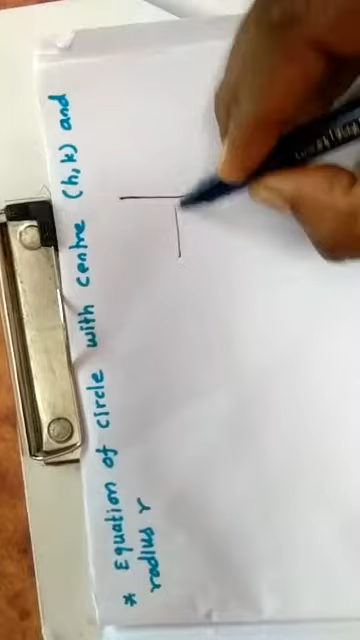 * Equation of circle with centre (h,k) and
radius r